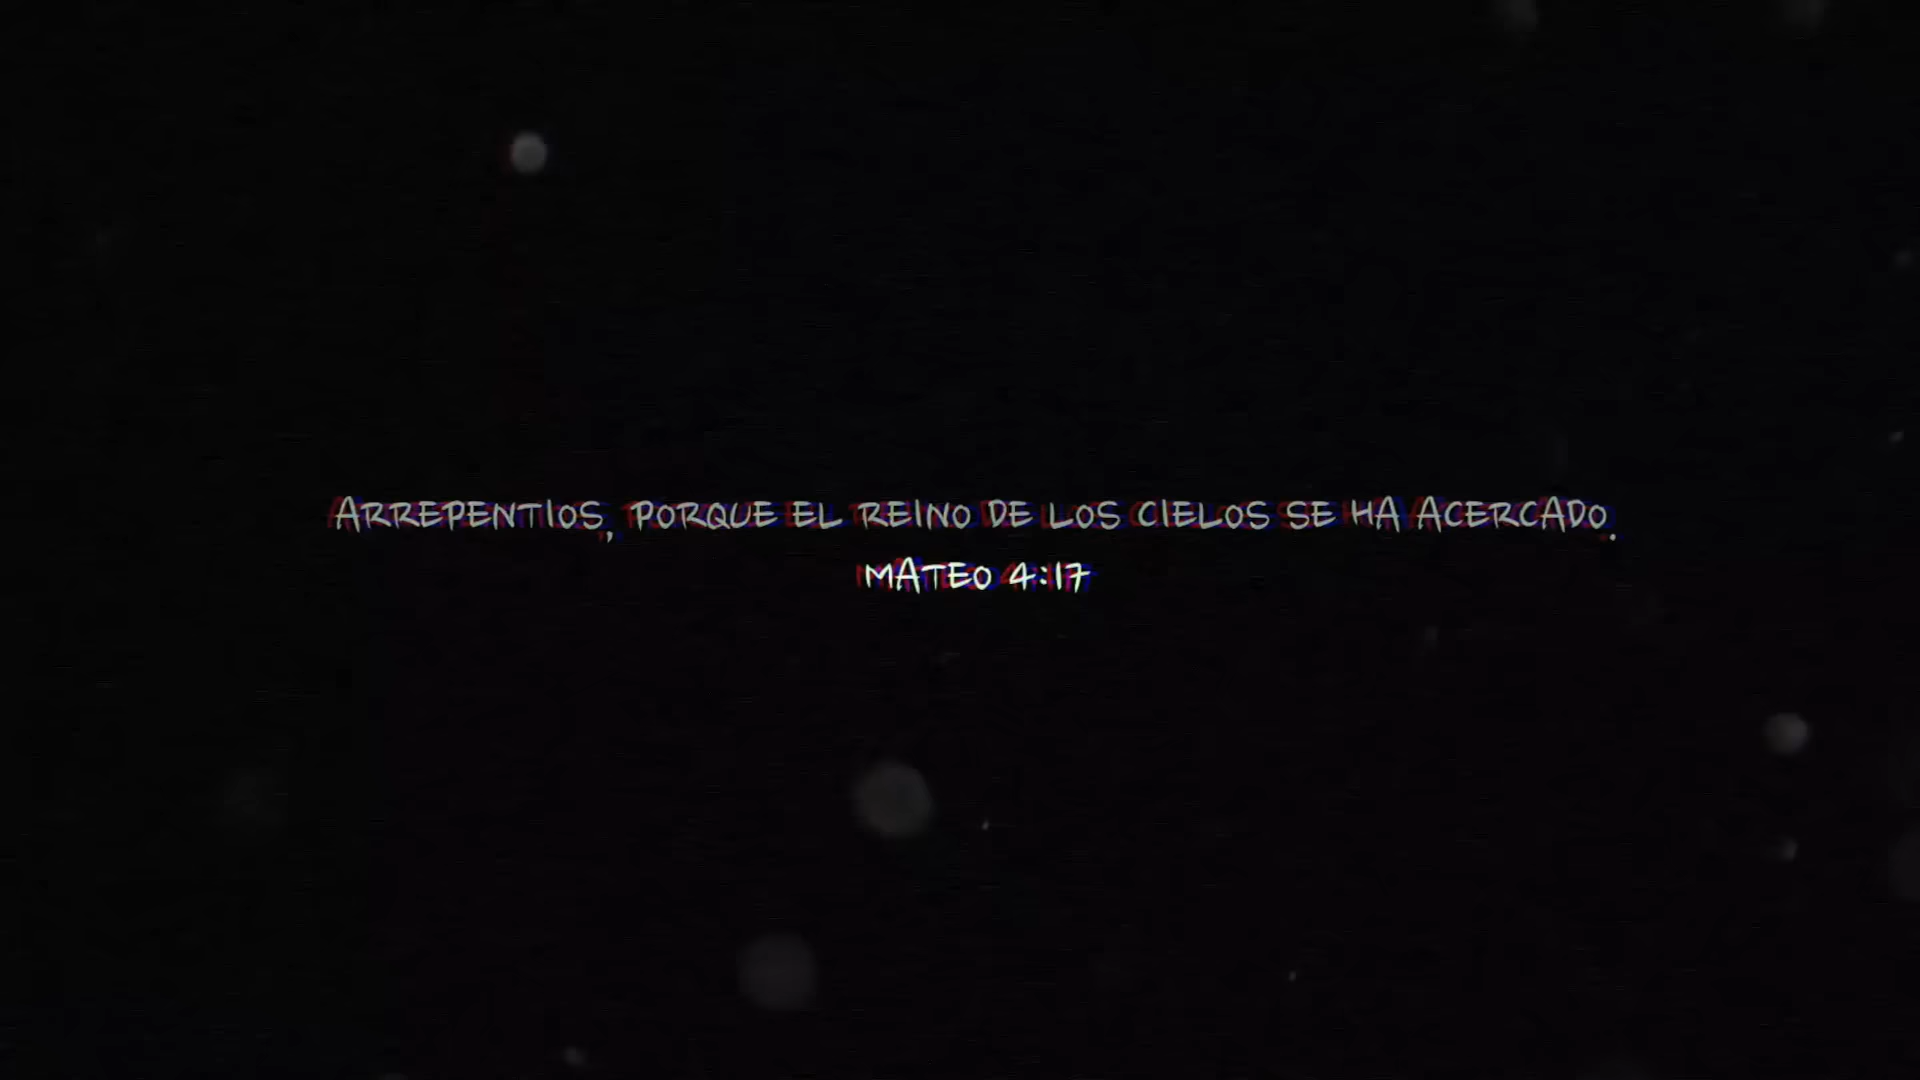 ARREPENTIOS, PORQUE EL REINO DE LOS CIELOS SE HA ACERCADO.
MATEO 4:17